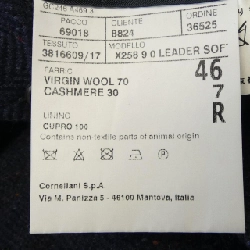 PACCO CLIENTE ORDINE
69018 B824 36525
TESSUTO MODELLO
3816609/17 X256 9.0 LEADER SOF
FABRIC
VIRGIN WOOL 70
CASHMERE 30
46
7
R
LINING
CUPRO 100
Contains non-textile parts of animal origin
Corneliani S.p.A
Via M. Panizza 5 - 46100 Mantova, Italia